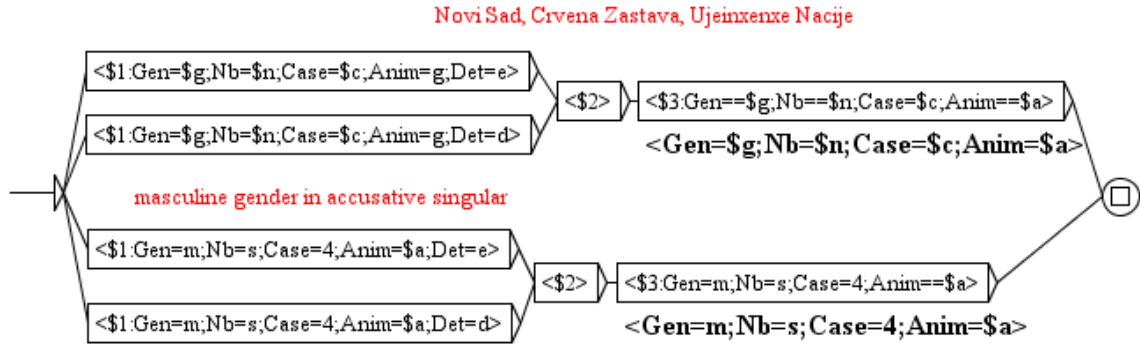 Novi Sad, Crvena Zastava, Ujeinxenxe Nacije
<$1:Gen=$g;Nb=$n;Case=$c;Anim=g;Det=e>
<$2>
<$3:Gen==$g;Nb==$n;Case=$c;Anim==$a>
<$1:Gen=$g;Nb=$n;Case=$c;Anim=g;Det=d>
<Gen=$g;Nb=$n;Case=$c;Anim=$a>
masculine gender in accusative singular
<$1:Gen=m;Nb=s;Case=4;Anim=$a;Det=e>
<$2>
<$3:Gen=m;Nb=s;Case=4;Anim==$a>
<$1:Gen=m;Nb=s;Case=4;Anim=$a;Det=d>
<Gen=m;Nb=s;Case=4;Anim=$a>